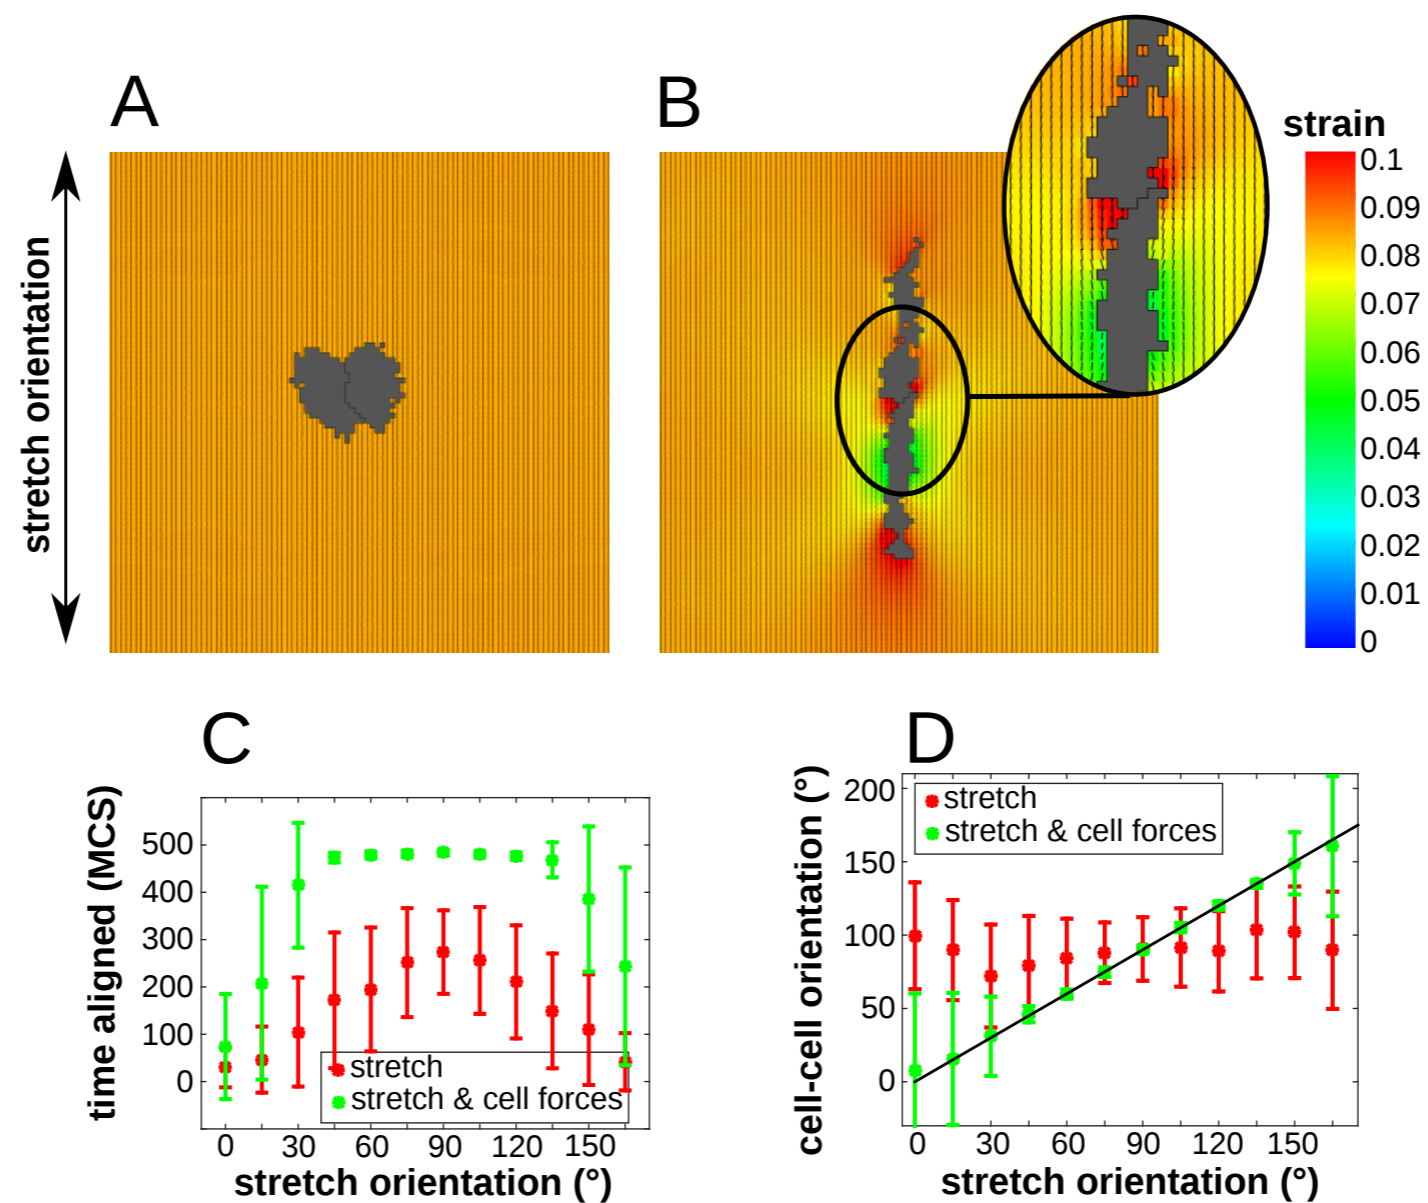 A
B
stretch orientation
strain
0.1
0.09
0.08
0.07
0.06
0.05
0.04
0.03
0.02
0.01
0
C
time aligned (MCS)
500
400
300
200
100
0
stretch
stretch & cell forces
0 30 60 90 120 150
stretch orientation (°)
D
cell-cell orientation (°)
200
150
100
50
0
stretch
stretch & cell forces
0 30 60 90 120 150
stretch orientation (°)